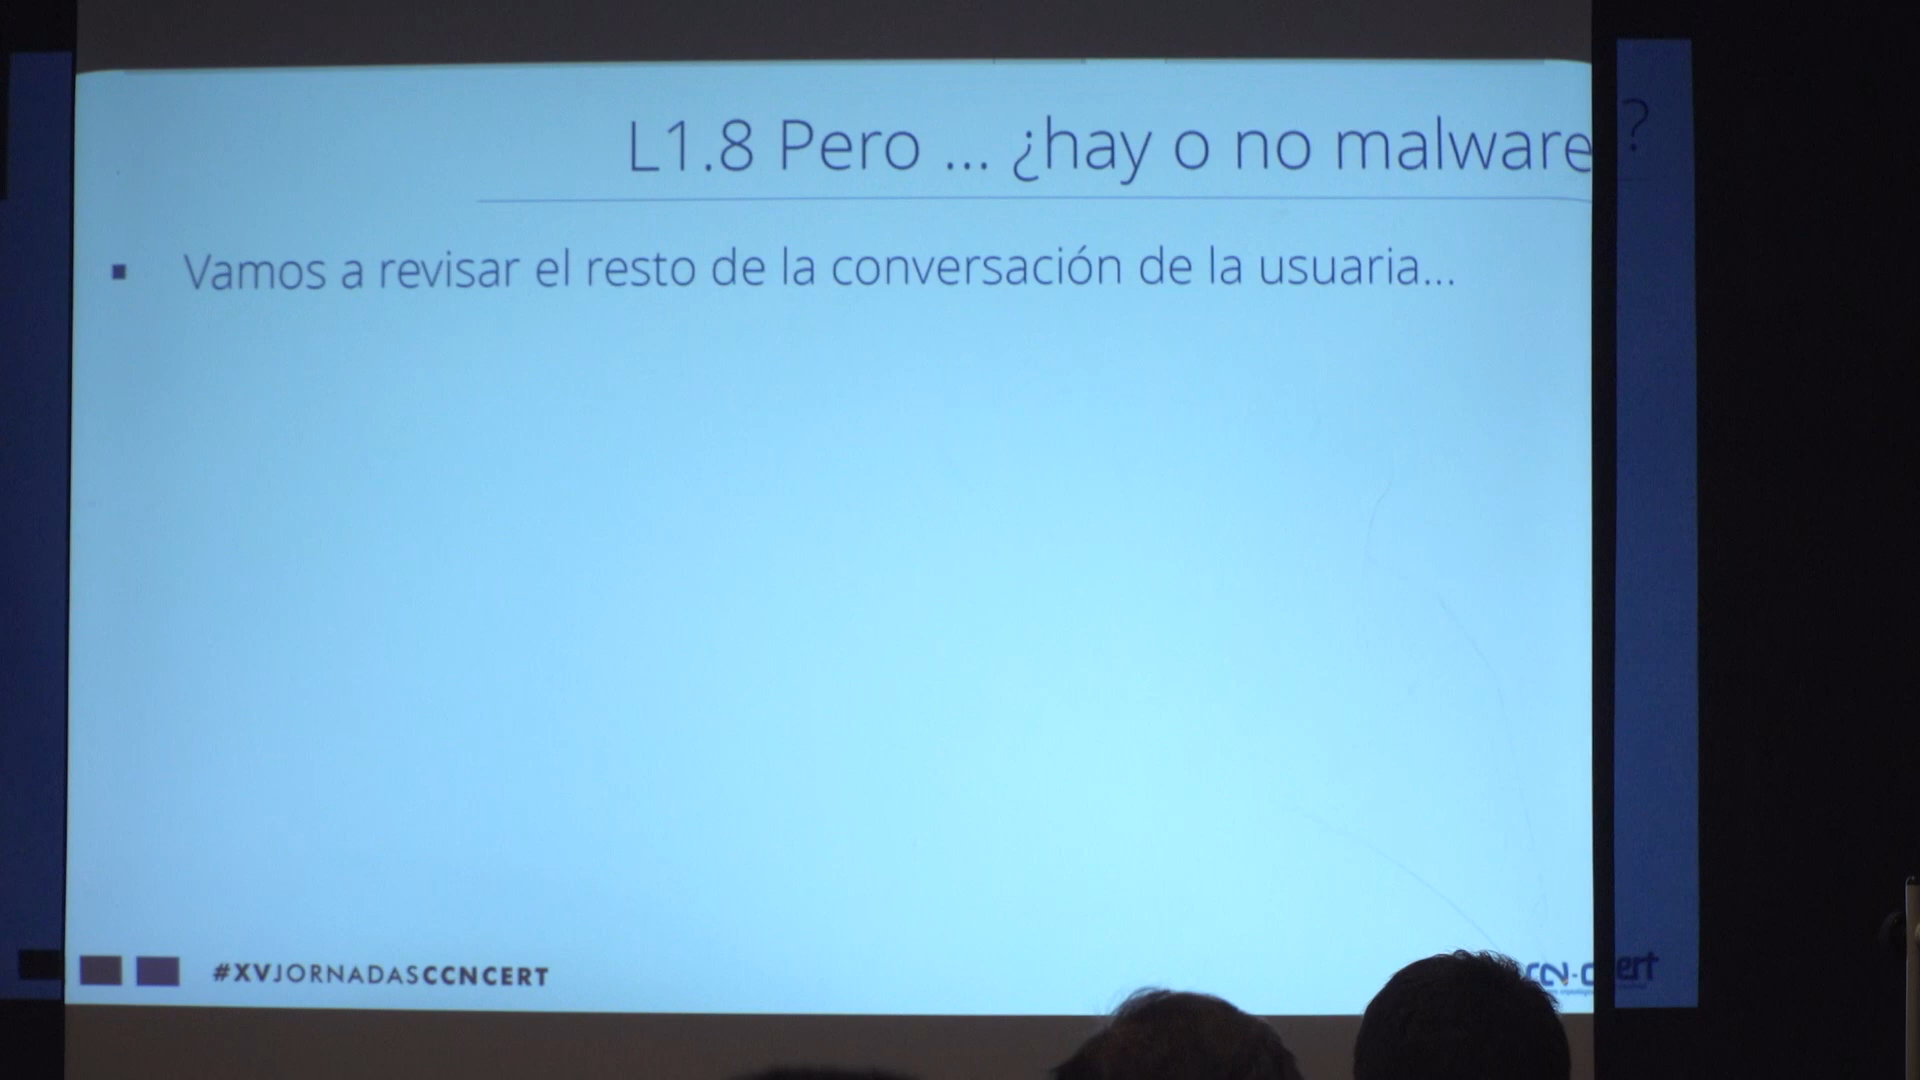 L1.8 Pero ... ¿hay o no malware?
▪ Vamos a revisar el resto de la conversación de la usuaria...
#XVJORNADASCCNCERT